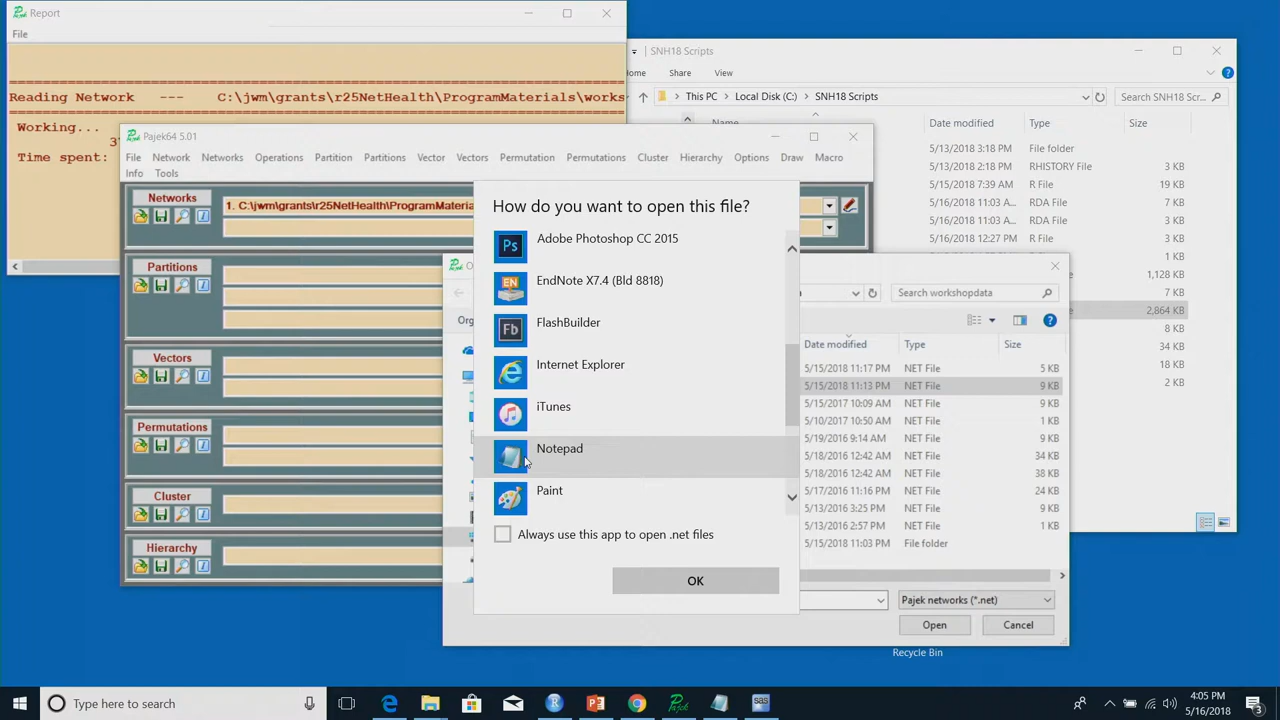 Report
File
Reading Network --- C:\jwm\grants\r25NetHealth\ProgramMaterials\works
Working...
Time spent:
SNH18 Scripts
Home Share View
This PC Local Disk (C:) SNH18 Scripts
Search SNH18 Scr...
Name Date modified Type Size
5/13/2018 3:18 PM File folder
5/13/2018 2:13 PM RHISTORY File 3 KB
5/15/2018 7:39 AM R File 19 KB
5/16/2018 11:03 A... RDA File 7 KB
5/16/2018 11:03 A... RDA File 3 KB
5/16/2018 12:27 PM R File 3 KB
1 KB
1,128 KB
7 KB
2,864 KB
8 KB
34 KB
18 KB
2 KB
Pajek64 5.01
File Network Networks Operations Partition Partitions Vector Vectors Permutation Permutations Cluster Hierarchy Options Draw Macro
Info Tools
Networks
1. C:\jwm\grants\r25NetHealth\ProgramMateria
Partitions
Vectors
Permutations
Cluster
Hierarchy
How do you want to open this file?
Adobe Photoshop CC 2015
EndNote X7.4 (Bld 8818)
FlashBuilder
Internet Explorer
iTunes
Notepad
Paint
Always use this app to open .net files
OK
Search workshopdata
Org
Date modified Type Size
5/15/2018 11:17 PM NET File 5 KB
5/15/2018 11:13 PM NET File 9 KB
5/15/2017 10:09 AM NET File 9 KB
5/10/2017 10:50 AM NET File 1 KB
5/19/2016 9:14 AM NET File 9 KB
5/18/2016 12:42 AM NET File 34 KB
5/18/2016 12:42 AM NET File 38 KB
5/17/2016 11:16 PM NET File 24 KB
5/13/2016 3:25 PM NET File 9 KB
5/13/2016 2:57 PM NET File 1 KB
5/15/2018 11:03 PM File folder
Pajek networks (*.net)
Open Cancel
Recycle Bin
Type here to search
4:05 PM
5/16/2018